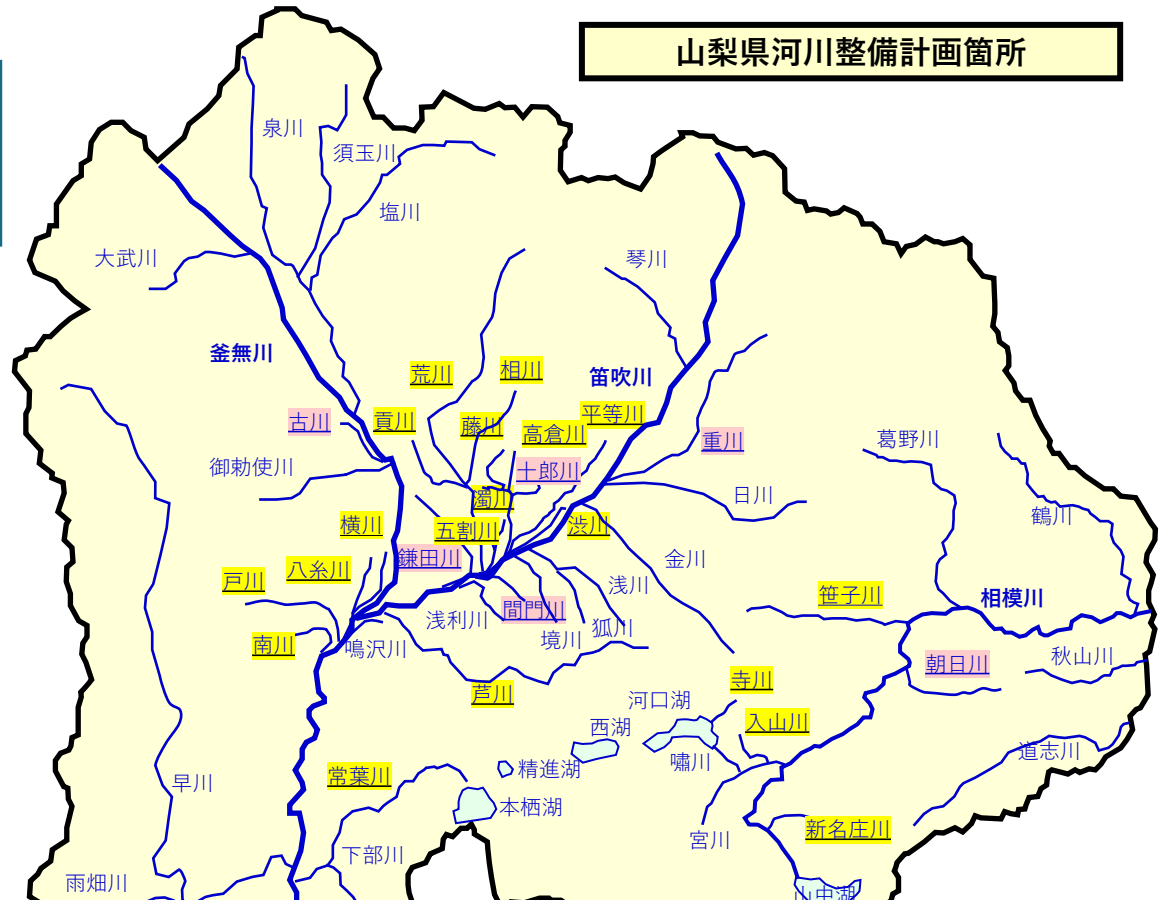 山梨県河川整備計画箇所
泉川
須玉川
塩川
大武川
琴川
釜無川
荒川
相川
笛吹川
古川
貢川
藤川
高倉川
平等川
重川
葛野川
御勅使川
十郎川
濁川
日川
鶴川
横川
五割川
渋川
鎌田川
金川
戸川
八糸川
浅川
笹子川
相模川
浅利川
間門川
境川
狐川
南川
鳴沢川
朝日川
秋山川
芦川
寺川
河口湖
入山川
西湖
嘯川
道志川
常葉川
精進湖
早川
本栖湖
宮川
新名庄川
下部川
雨畑川
山中湖